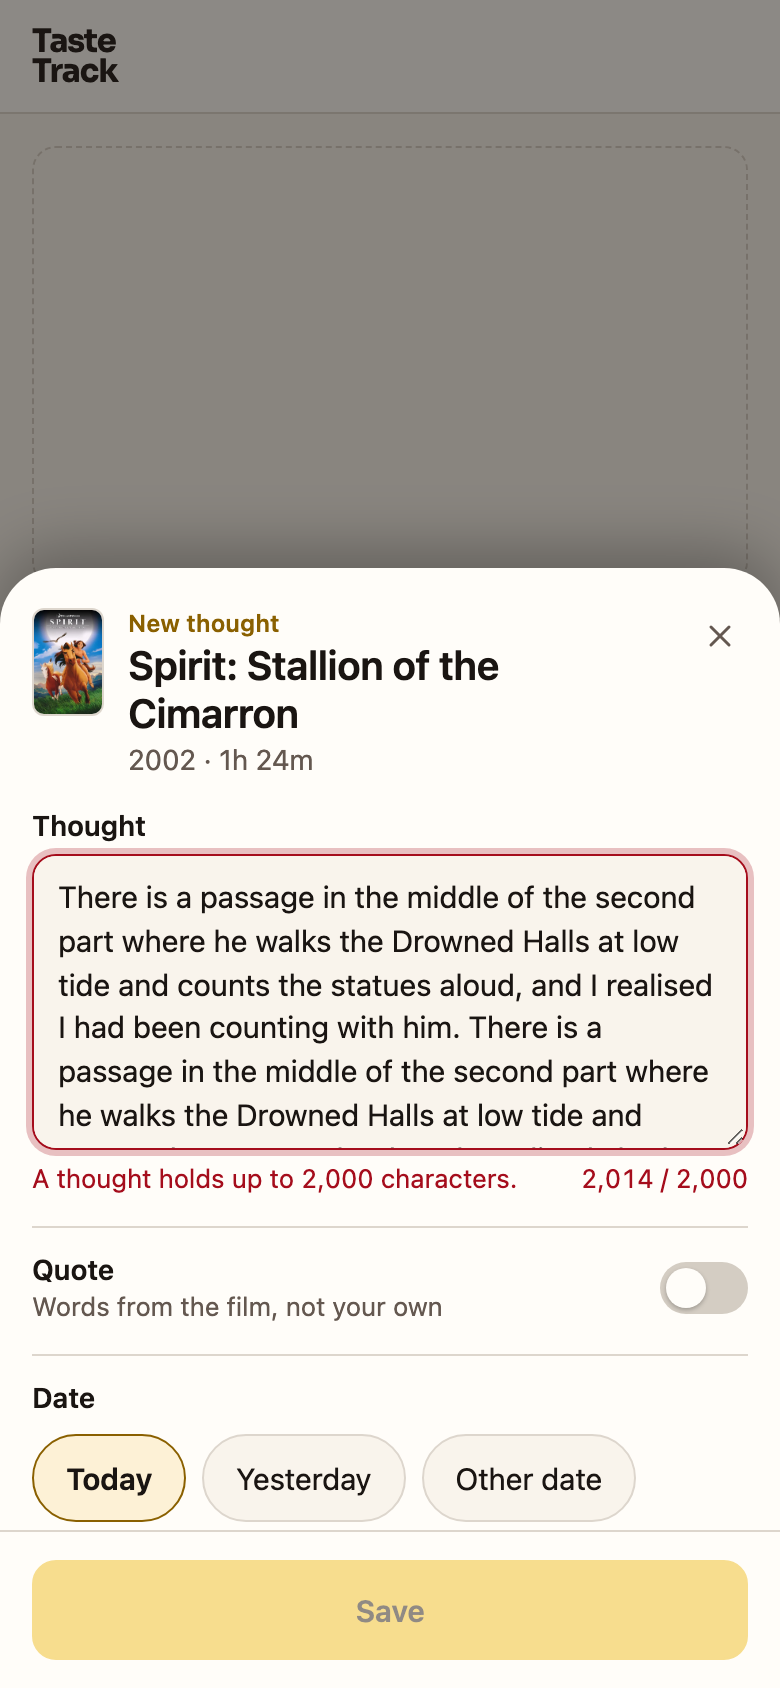 Taste
Track
SPIRIT
New thought
Spirit: Stallion of the
Cimarron
2002 · 1h 24m
Thought
There is a passage in the middle of the second
part where he walks the Drowned Halls at low
tide and counts the statues aloud, and I realised
I had been counting with him. There is a
passage in the middle of the second part where
he walks the Drowned Halls at low tide and
A thought holds up to 2,000 characters.
2,014 / 2,000
Quote
Words from the film, not your own
Date
Today
Yesterday
Other date
Save